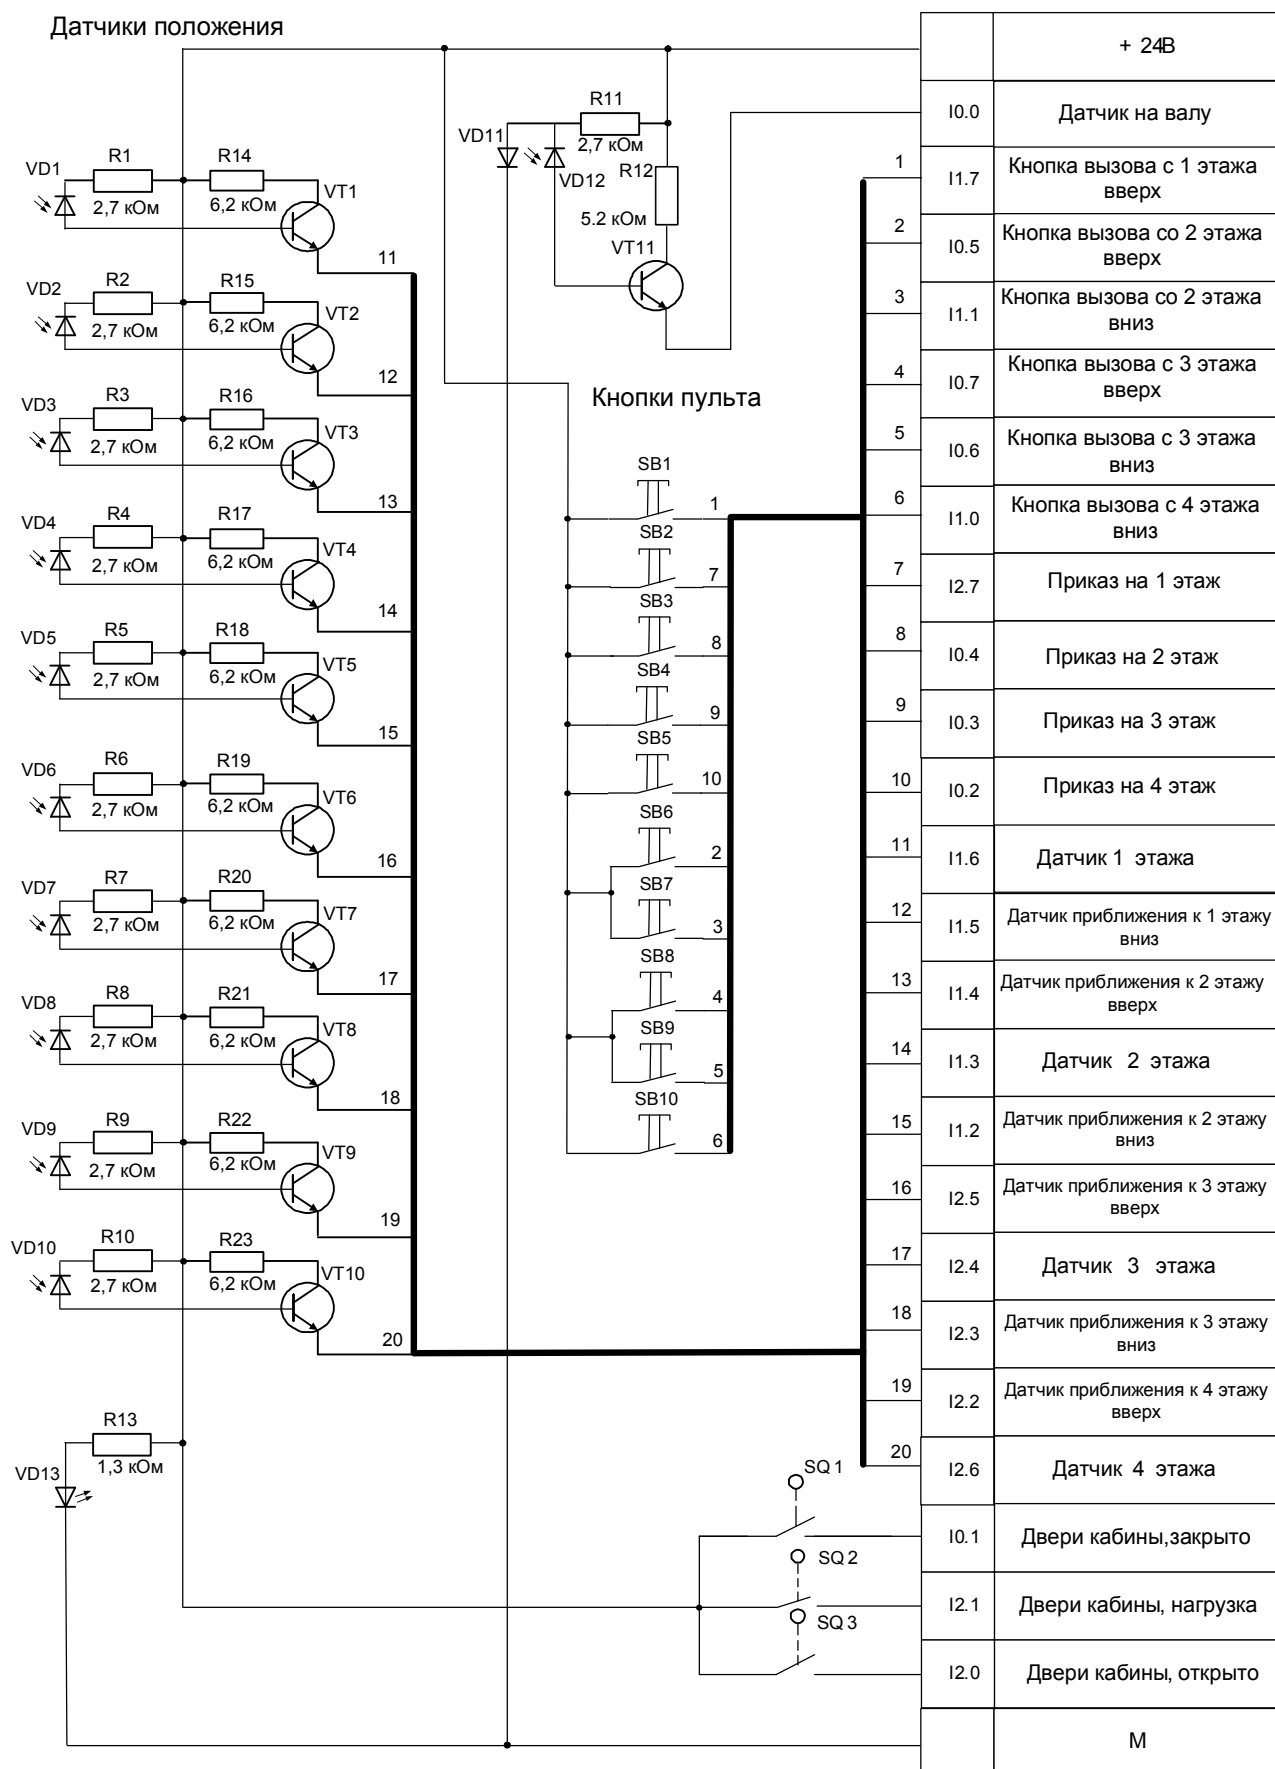 Датчики положения
+ 24В
I0.0
Датчик на валу
1
I1.7
Кнопка вызова с 1 этажа
вверх
2
I0.5
Кнопка вызова со 2 этажа
вверх
3
I1.1
Кнопка вызова со 2 этажа
вниз
4
I0.7
Кнопка вызова с 3 этажа
вверх
5
I0.6
Кнопка вызова с 3 этажа
вниз
6
I1.0
Кнопка вызова с 4 этажа
вниз
7
I2.7
Приказ на 1 этаж
8
I0.4
Приказ на 2 этаж
9
I0.3
Приказ на 3 этаж
10
I0.2
Приказ на 4 этаж
11
I1.6
Датчик 1 этажа
12
I1.5
Датчик приближения к 1 этажу
вниз
13
I1.4
Датчик приближения к 2 этажу
вверх
14
I1.3
Датчик 2 этажа
15
I1.2
Датчик приближения к 2 этажу
вниз
16
I2.5
Датчик приближения к 3 этажу
вверх
17
I2.4
Датчик 3 этажа
18
I2.3
Датчик приближения к 3 этажу
вниз
19
I2.2
Датчик приближения к 4 этажу
вверх
20
I2.6
Датчик 4 этажа
I0.1
Двери кабины,закрыто
I2.1
Двери кабины, нагрузка
I2.0
Двери кабины, открыто
М
R11
2,7 кОм
VD11
VD12
R12
5.2 кОм
VT11
VD1
R1
2,7 кОм
R14
6,2 кОм
VT1
11
VD2
R2
2,7 кОм
R15
6,2 кОм
VT2
12
VD3
R3
2,7 кОм
R16
6,2 кОм
VT3
13
VD4
R4
2,7 кОм
R17
6,2 кОм
VT4
14
VD5
R5
2,7 кОм
R18
6,2 кОм
VT5
15
VD6
R6
2,7 кОм
R19
6,2 кОм
VT6
16
VD7
R7
2,7 кОм
R20
6,2 кОм
VT7
17
VD8
R8
2,7 кОм
R21
6,2 кОм
VT8
18
VD9
R9
2,7 кОм
R22
6,2 кОм
VT9
19
VD10
R10
2,7 кОм
R23
6,2 кОм
VT10
20
R13
1,3 кОм
VD13
Кнопки пульта
SB1
1
SB2
7
SB3
8
SB4
9
SB5
10
SB6
2
SB7
3
SB8
4
SB9
5
SB10
6
SQ1
SQ2
SQ3